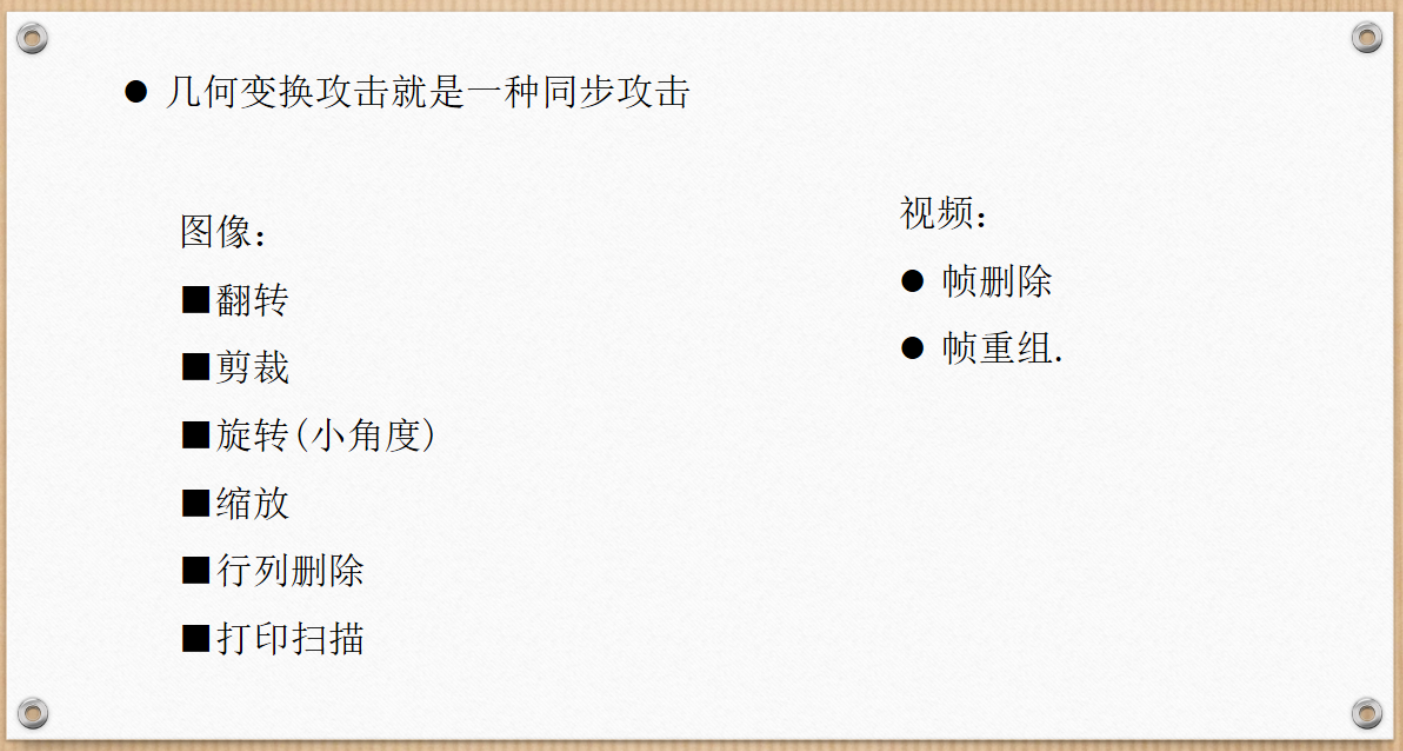 ● 几何变换攻击就是一种同步攻击
图像：
■翻转
■剪裁
■旋转(小角度)
■缩放
■行列删除
■打印扫描
视频：
● 帧删除
● 帧重组.